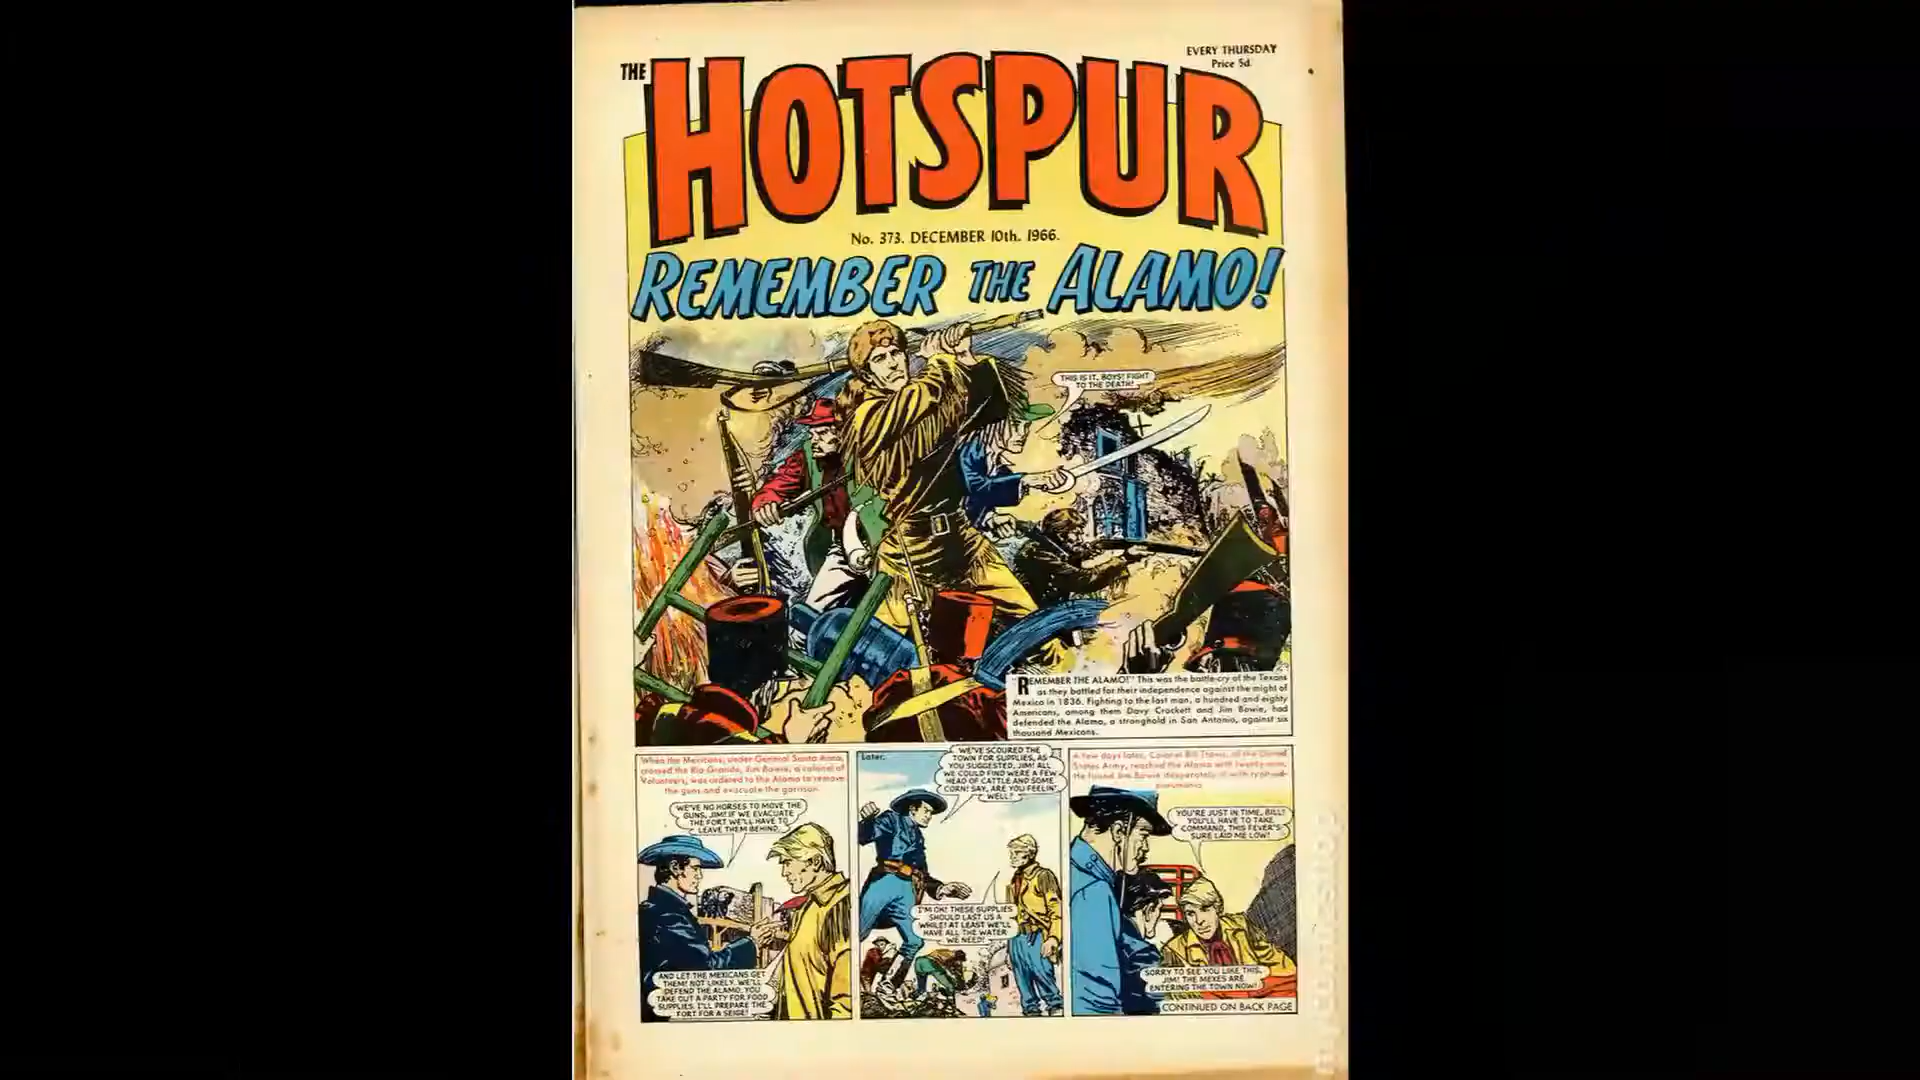 EVERY THURSDAY
Price 5d
THE HOTSPUR
No. 373. DECEMBER 10th. 1966.
REMEMBER THE ALAMO!
THIS IS IT, BOYS! FIGHT
TO THE DEATH!
"REMEMBER THE ALAMO!" This was the battle-cry of the Texans
as they battled for their independence against the might of
Mexico in 1836. Fighting to the last man, a hundred and eighty
Americans, among them Davy Crockett and Jim Bowie, had
defended the Alamo, a stronghold in San Antonio, against six
thousand Mexicans.
When the Mexicans, under General Santa Anna,
crossed the Rio Grande, Jim Bowie, a colonel of
Volunteers, was ordered to the Alamo to remove
the guns and evacuate the garrison.
WE'VE NO HORSES TO MOVE THE
GUNS, JIM! IF WE EVACUATE
THE FORT WE'LL HAVE TO
LEAVE THEM BEHIND.
AND LET THE MEXICANS GET
THEM? NOT LIKELY. WE'LL
DEFEND THE ALAMO. YOU
TAKE OUT A PARTY FOR FOOD
SUPPLIES. I'LL PREPARE THE
FORT FOR A SEIGE!
Later.
WE'VE SCOURED THE
TOWN FOR SUPPLIES, AS
YOU SUGGESTED, JIM! ALL
WE COULD FIND WERE A FEW
HEAD OF CATTLE AND SOME
CORN! SAY, ARE YOU FEELIN'
WELL?
I'M OK! THESE SUPPLIES
SHOULD LAST US A
WHILE! AT LEAST WE'LL
HAVE ALL THE WATER
WE NEED!
A few days later, Colonel Bill Travis, of the United
States Army, reached the Alamo with twenty men.
He found Jim Bowie desperately ill with typhoid-
pneumonia.
YOU'RE JUST IN TIME, BILL!
YOU'LL HAVE TO TAKE
COMMAND, THIS FEVER'S
SURE LAID ME LOW!
SORRY TO SEE YOU LIKE THIS,
JIM! THE MEXES ARE
ENTERING THE TOWN NOW!
CONTINUED ON BACK PAGE
mycomicshop